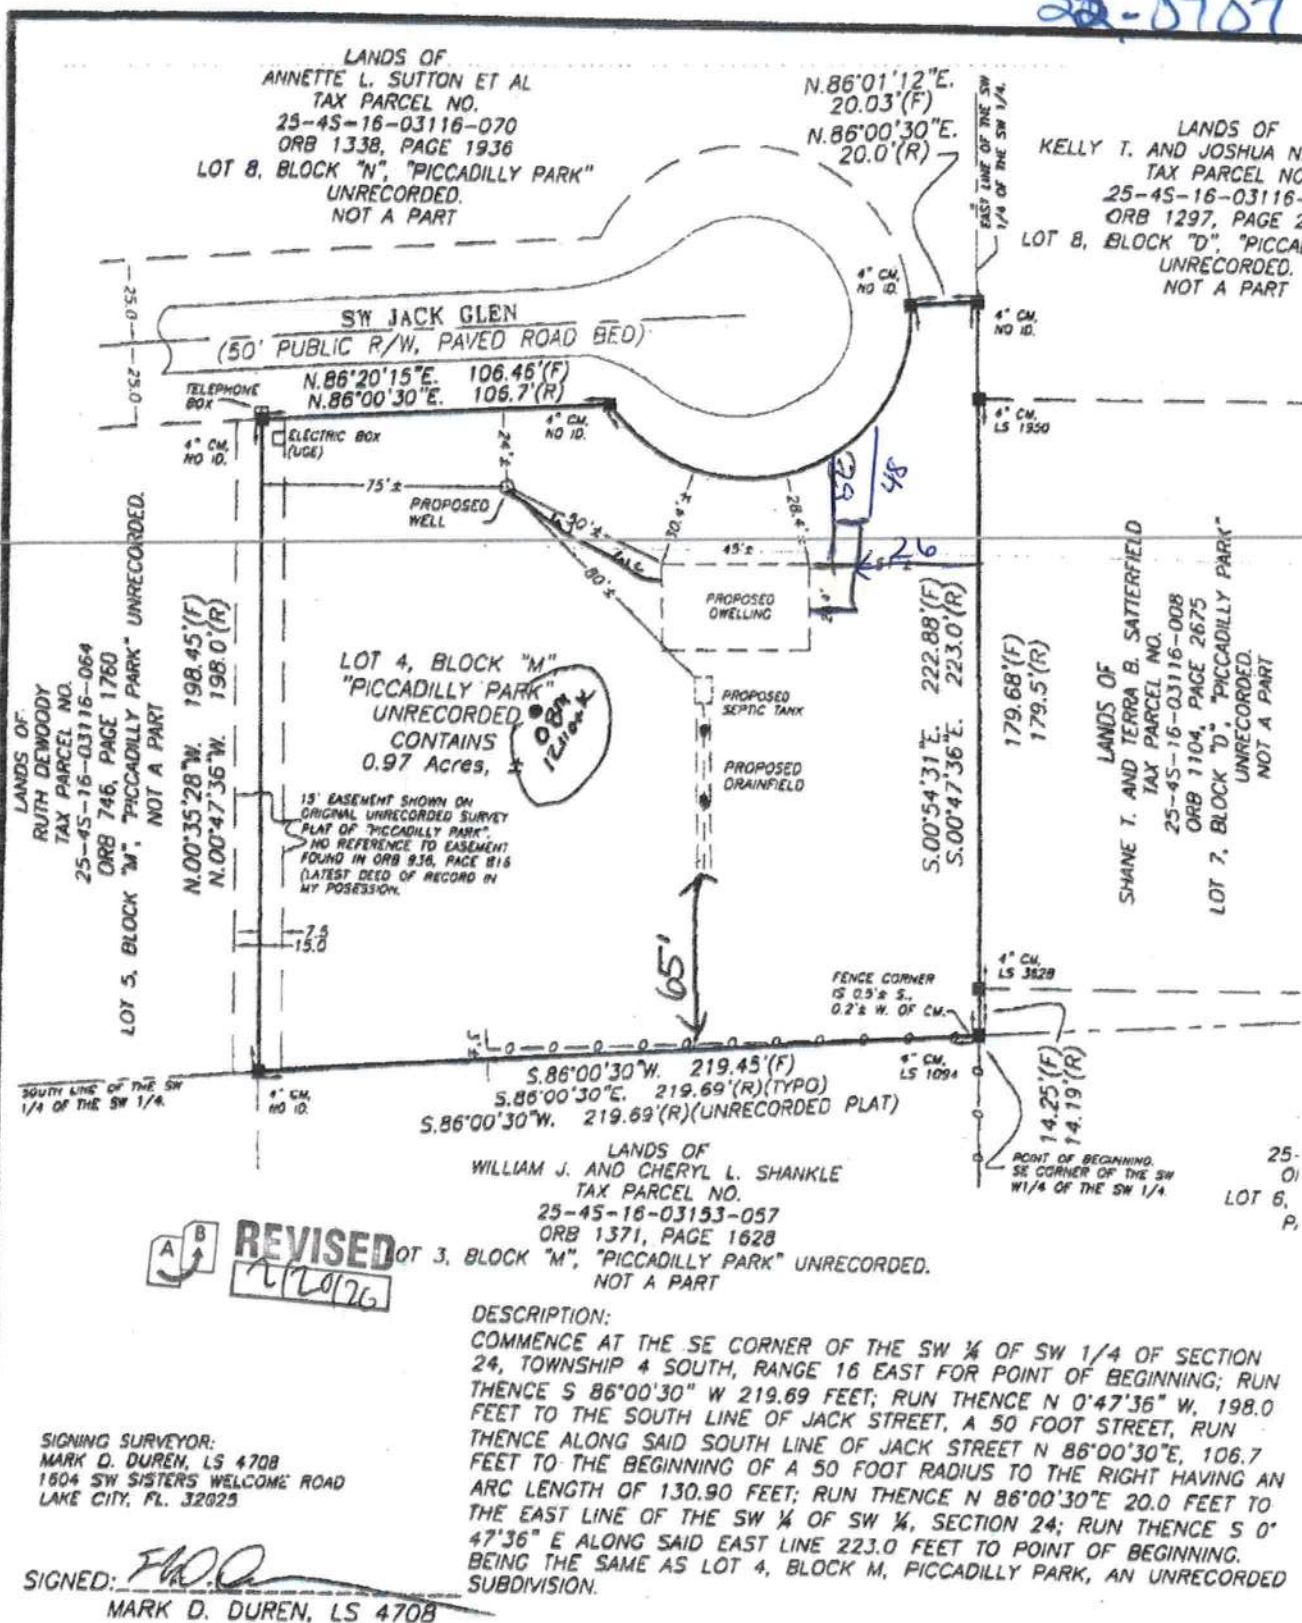 22-0707
LANDS OF
ANNETTE L. SUTTON ET AL
TAX PARCEL NO.
25-4S-16-03116-070
ORB 1338, PAGE 1936
LOT 8, BLOCK "N", "PICCADILLY PARK"
UNRECORDED.
NOT A PART
N.86°01'12"E.
20.03'(F)
N.86°00'30"E.
20.0'(R)
EAST LINE OF THE SW
1/4 OF THE SW 1/4.
LANDS OF
KELLY T. AND JOSHUA N.
TAX PARCEL NO
25-4S-16-03116-
ORB 1297, PAGE 2
LOT 8, BLOCK "D", "PICCA
UNRECORDED.
NOT A PART
25.0
25.0
SW JACK GLEN
(50' PUBLIC R/W, PAVED ROAD BED)
N.86°20'15"E. 106.46'(F)
N.86°00'30"E. 106.7'(R)
4" CM,
NO ID.
4" CM,
NO ID.
4" CM,
LS 1950
TELEPHONE
BOX
4" CM,
NO ID.
ELECTRIC BOX
(UGE)
4" CM,
NO ID.
24'±
75'±
PROPOSED
WELL
50'±
80'±
30.4'±
28.4'±
48
45'±
26
PROPOSED
DWELLING
LOT 4, BLOCK "M"
"PICCADILLY PARK"
UNRECORDED
CONTAINS
0.97 Acres, ±
PROPOSED
SEPTIC TANK
PROPOSED
DRAINFIELD
15' EASEMENT SHOWN ON
ORIGINAL UNRECORDED SURVEY
PLAT OF "PICCADILLY PARK".
NO REFERENCE TO EASEMENT
FOUND IN ORB 936, PAGE 816
(LATEST DEED OF RECORD IN
MY POSESSION.
7.5
15.0
65'
LANDS OF
RUTH DEWOODY
TAX PARCEL NO.
25-4S-16-03116-064
ORB 746, PAGE 1760
LOT 5, BLOCK "M", "PICCADILLY PARK" UNRECORDED.
NOT A PART
N.00°35'28"W. 198.45'(F)
N.00°47'36"W. 198.0'(R)
S.00°54'31"E. 222.88'(F)
S.00°47'36"E. 223.0'(R)
179.68'(F)
179.5'(R)
LANDS OF
SHANE T. AND TERRA B. SATTERFIELD
TAX PARCEL NO.
25-4S-16-03116-008
ORB 1104, PAGE 2675
LOT 7, BLOCK "D", "PICCADILLY PARK"
UNRECORDED.
NOT A PART
4" CM,
LS 3628
FENCE CORNER
IS 0.5'± S.,
0.2'± W. OF CM.
4" CM,
LS 1094
14.25'(F)
14.19'(R)
5'±
SOUTH LINE OF THE SW
1/4 OF THE SW 1/4.
4" CM,
NO ID.
S.86°00'30"W. 219.45'(F)
S.86°00'30"E. 219.69'(R)(TYPO)
S.86°00'30"W. 219.69'(R)(UNRECORDED PLAT)
POINT OF BEGINNING.
SE CORNER OF THE SW
W1/4 OF THE SW 1/4.
LANDS OF
WILLIAM J. AND CHERYL L. SHANKLE
TAX PARCEL NO.
25-4S-16-03153-057
ORB 1371, PAGE 1628
LOT 3, BLOCK "M", "PICCADILLY PARK" UNRECORDED.
NOT A PART
25-
LOT 6,
A B
REVISED
DESCRIPTION:
COMMENCE AT THE SE CORNER OF THE SW ¼ OF SW 1/4 OF SECTION
24, TOWNSHIP 4 SOUTH, RANGE 16 EAST FOR POINT OF BEGINNING; RUN
THENCE S 86°00'30" W 219.69 FEET; RUN THENCE N 0°47'36" W, 198.0
FEET TO THE SOUTH LINE OF JACK STREET, A 50 FOOT STREET, RUN
THENCE ALONG SAID SOUTH LINE OF JACK STREET N 86°00'30"E, 106.7
FEET TO THE BEGINNING OF A 50 FOOT RADIUS TO THE RIGHT HAVING AN
ARC LENGTH OF 130.90 FEET; RUN THENCE N 86°00'30"E 20.0 FEET TO
THE EAST LINE OF THE SW ¼ OF SW ¼, SECTION 24; RUN THENCE S 0°
47'36" E ALONG SAID EAST LINE 223.0 FEET TO POINT OF BEGINNING.
BEING THE SAME AS LOT 4, BLOCK M, PICCADILLY PARK, AN UNRECORDED
SUBDIVISION.
SIGNING SURVEYOR:
MARK D. DUREN, LS 4708
1604 SW SISTERS WELCOME ROAD
LAKE CITY, FL. 32025
SIGNED:
MARK D. DUREN, LS 4708